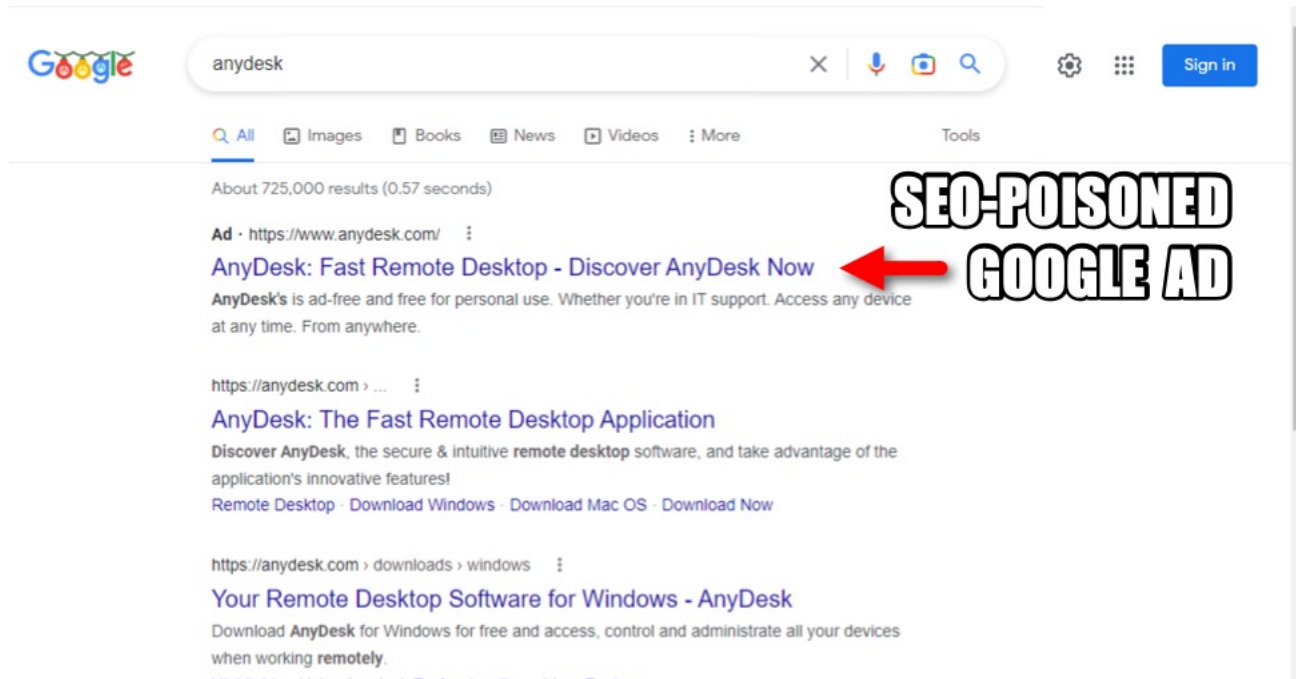 Google
anydesk
Sign in
All Images Books News Videos More Tools
About 725,000 results (0.57 seconds)
SEO-POISONED
GOOGLE AD
Ad · https://www.anydesk.com/
AnyDesk: Fast Remote Desktop - Discover AnyDesk Now
AnyDesk's is ad-free and free for personal use. Whether you're in IT support. Access any device
at any time. From anywhere.
https://anydesk.com › ...
AnyDesk: The Fast Remote Desktop Application
Discover AnyDesk, the secure & intuitive remote desktop software, and take advantage of the
application's innovative features!
Remote Desktop · Download Windows · Download Mac OS · Download Now
https://anydesk.com › downloads › windows
Your Remote Desktop Software for Windows - AnyDesk
Download AnyDesk for Windows for free and access, control and administrate all your devices
when working remotely.